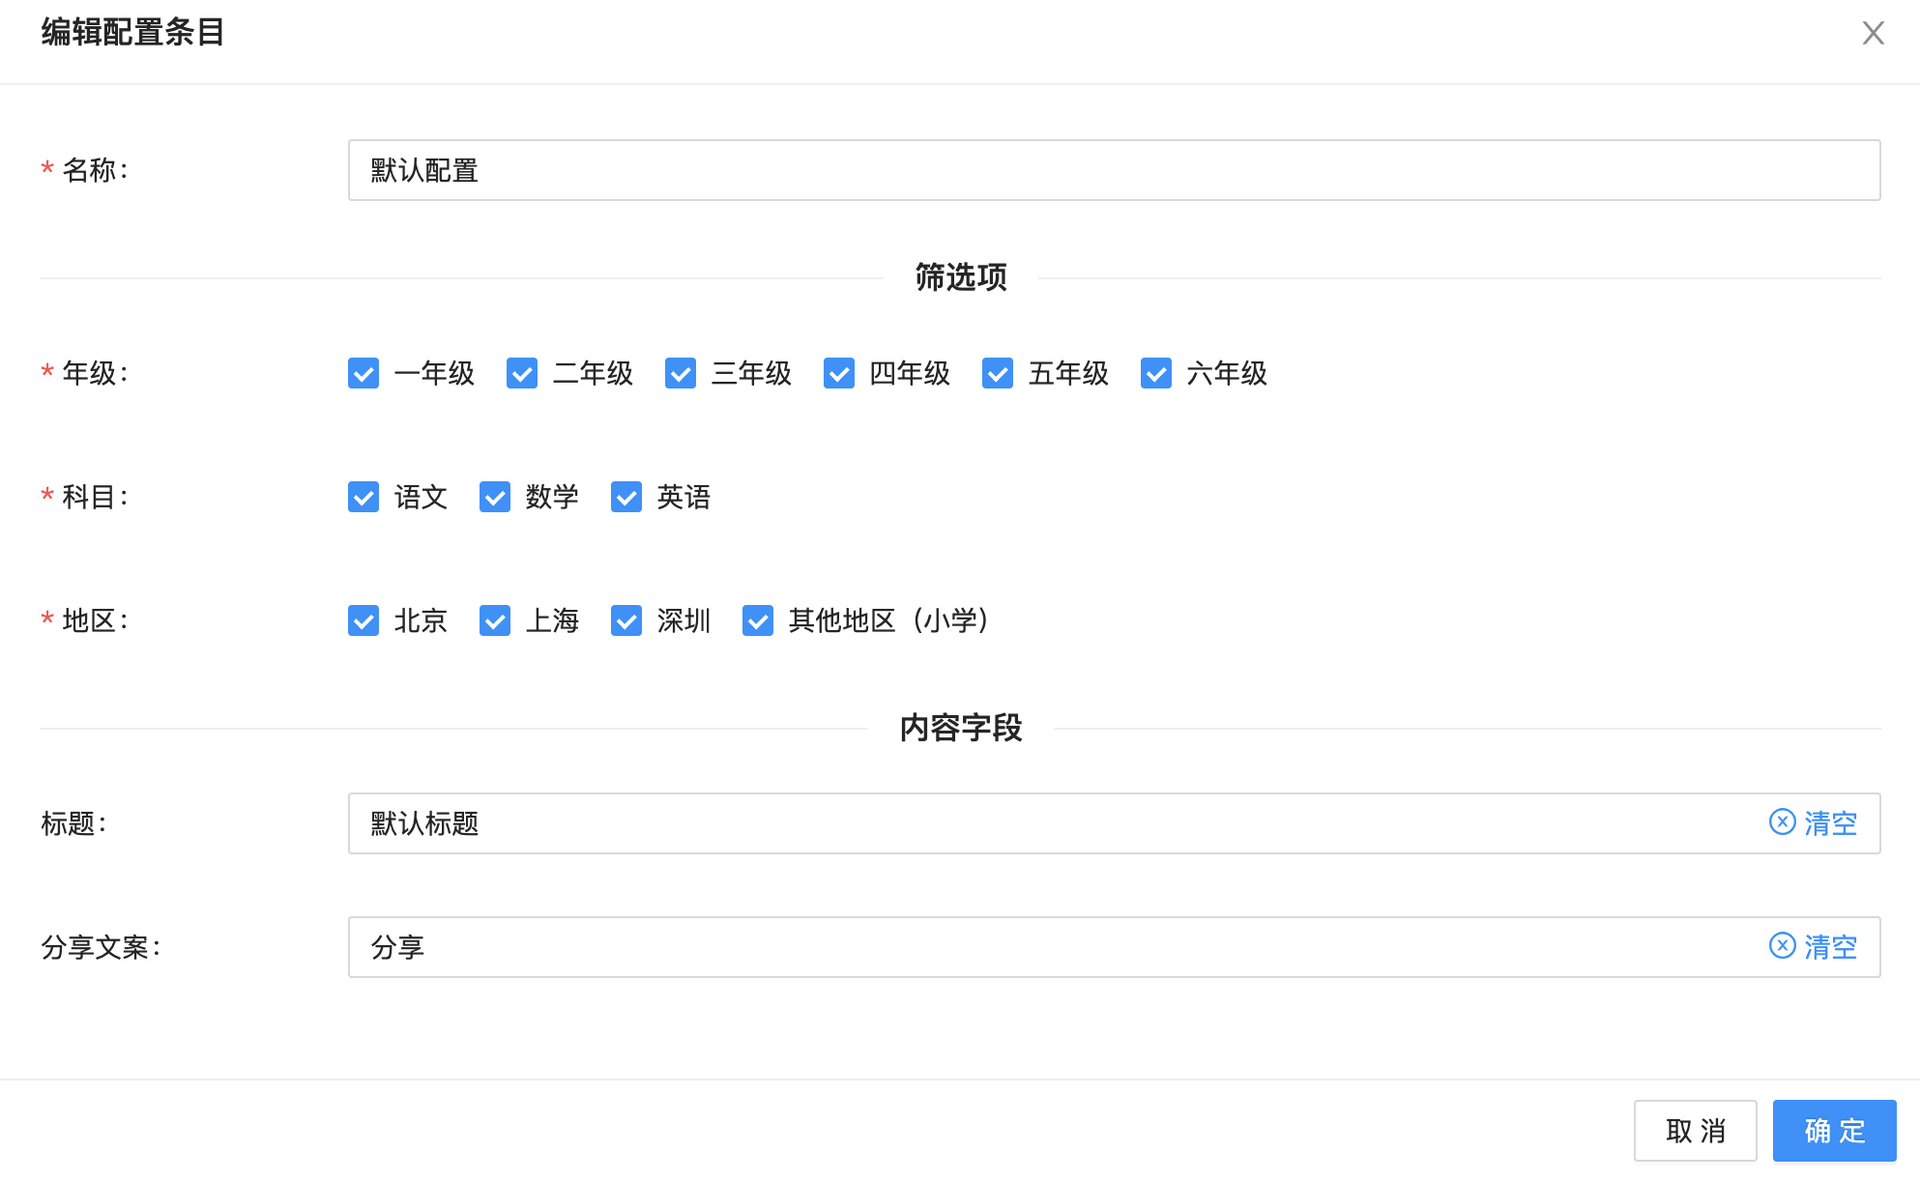 编辑配置条目
* 名称：
默认配置
筛选项
* 年级：
一年级 二年级 三年级 四年级 五年级 六年级
* 科目：
语文 数学 英语
* 地区：
北京 上海 深圳 其他地区（小学）
内容字段
标题：
默认标题
清空
分享文案：
分享
清空
取 消 确 定